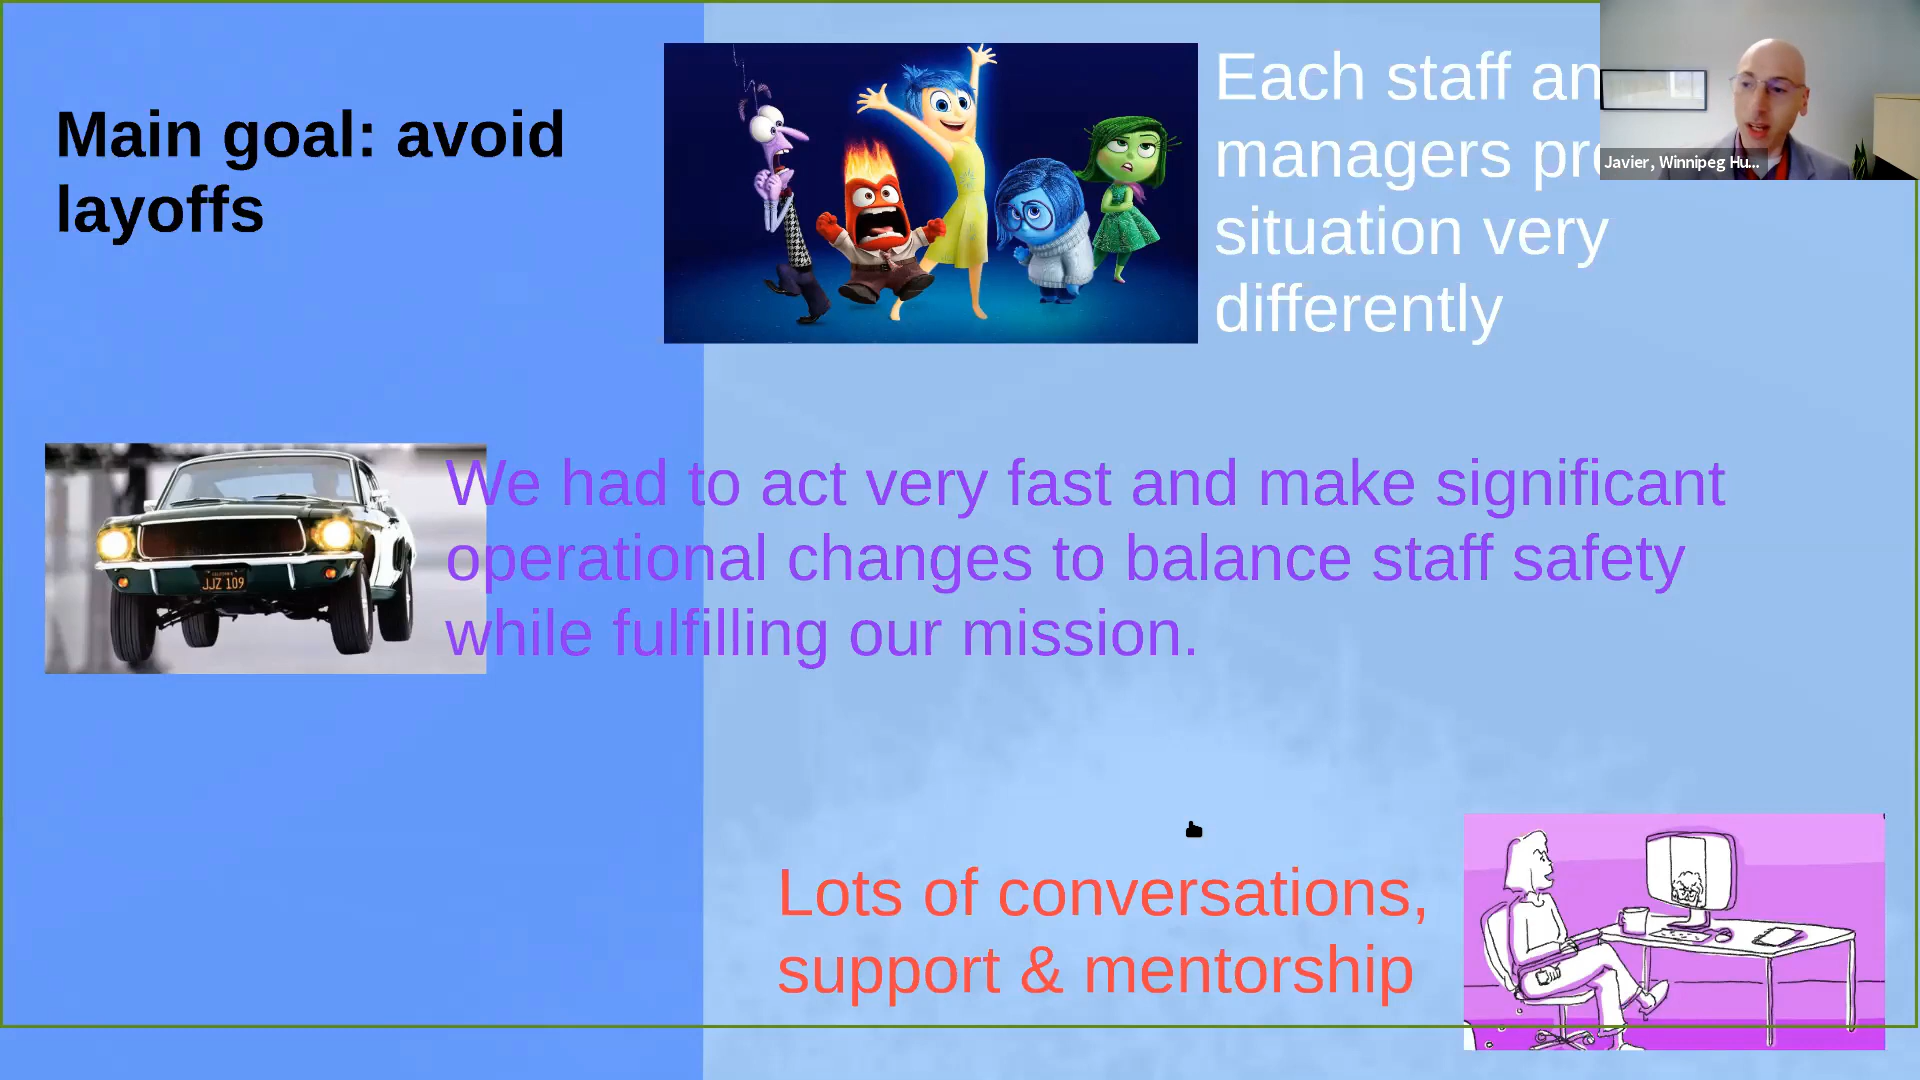 Main goal: avoid
layoffs
Each staff an
managers pr
situation very
differently
Javier, Winnipeg Hu...
We had to act very fast and make significant
operational changes to balance staff safety
while fulfilling our mission.
JJZ 109
Lots of conversations,
support & mentorship